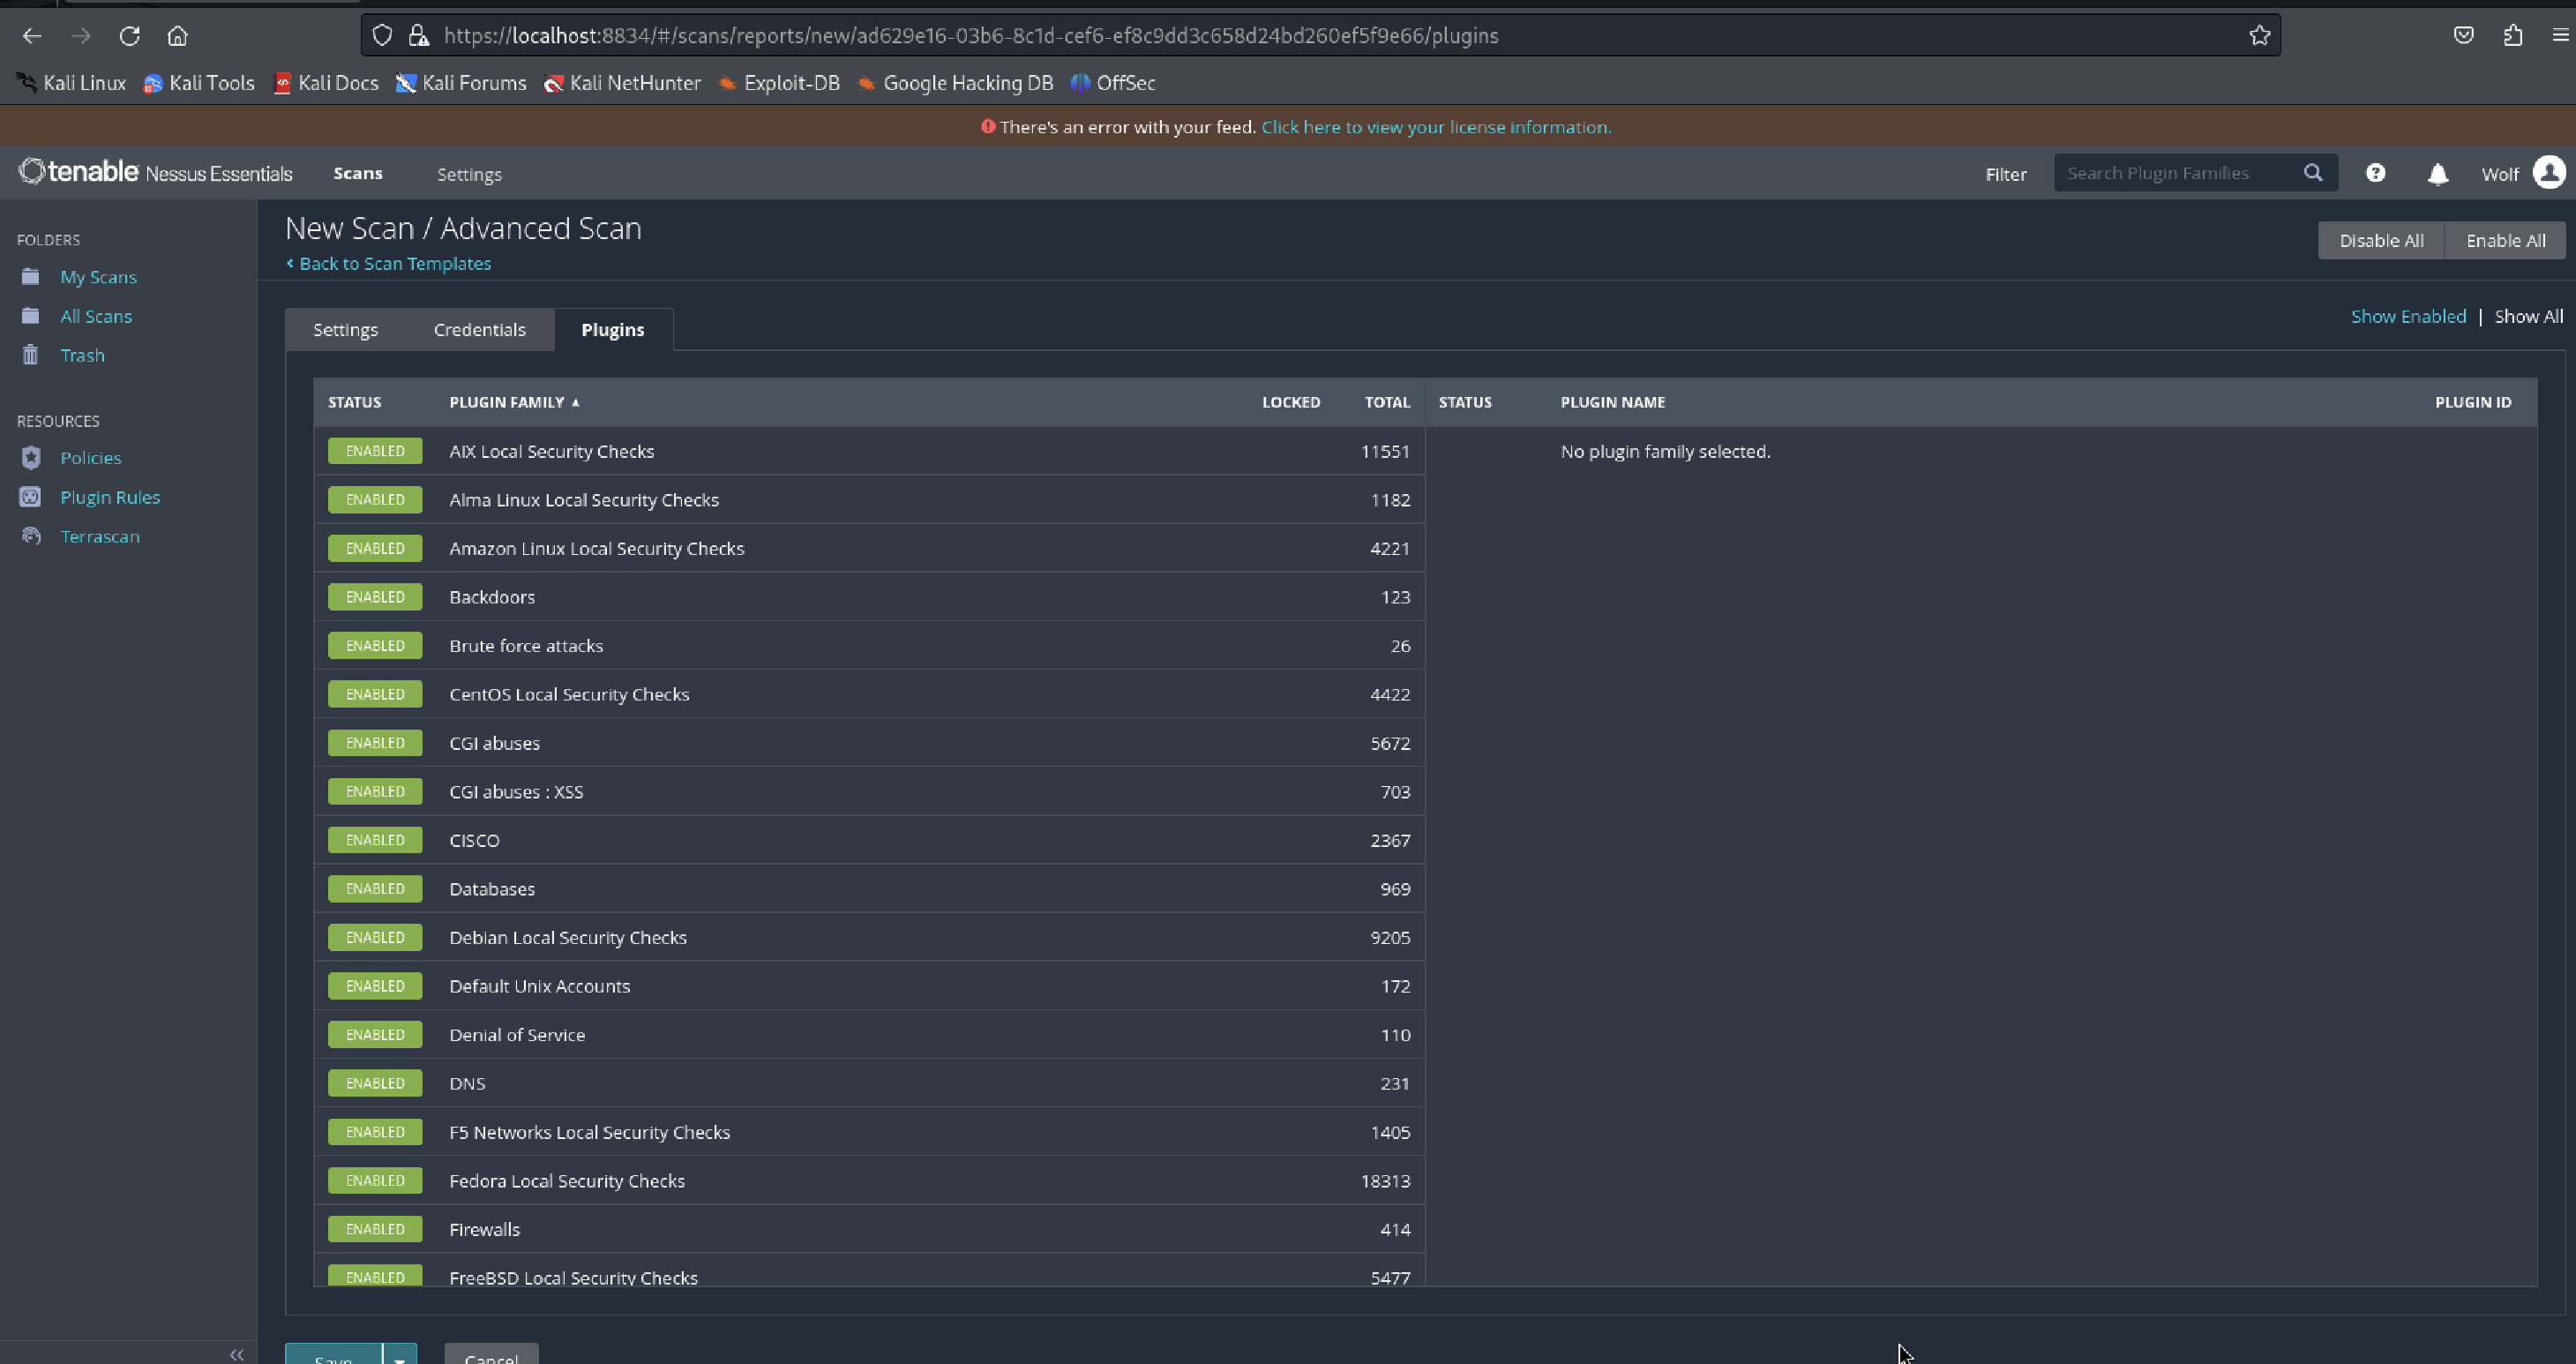 https://localhost:8834/#/scans/reports/new/ad629e16-03b6-8c1d-cef6-ef8c9dd3c658d24bd260ef5f9e66/plugins
Kali Linux Kali Tools Kali Docs Kali Forums Kali NetHunter Exploit-DB Google Hacking DB OffSec
There's an error with your feed. Click here to view your license information.
tenable Nessus Essentials Scans Settings Filter Search Plugin Families Wolf
FOLDERS
My Scans
All Scans
Trash
RESOURCES
Policies
Plugin Rules
Terrascan
New Scan / Advanced Scan
Back to Scan Templates
Disable All Enable All
Settings Credentials Plugins
Show Enabled | Show All
STATUS PLUGIN FAMILY LOCKED TOTAL STATUS PLUGIN NAME PLUGIN ID
ENABLED AIX Local Security Checks 11551 No plugin family selected.
ENABLED Alma Linux Local Security Checks 1182
ENABLED Amazon Linux Local Security Checks 4221
ENABLED Backdoors 123
ENABLED Brute force attacks 26
ENABLED CentOS Local Security Checks 4422
ENABLED CGI abuses 5672
ENABLED CGI abuses : XSS 703
ENABLED CISCO 2367
ENABLED Databases 969
ENABLED Debian Local Security Checks 9205
ENABLED Default Unix Accounts 172
ENABLED Denial of Service 110
ENABLED DNS 231
ENABLED F5 Networks Local Security Checks 1405
ENABLED Fedora Local Security Checks 18313
ENABLED Firewalls 414
ENABLED FreeBSD Local Security Checks 5477
Save Cancel